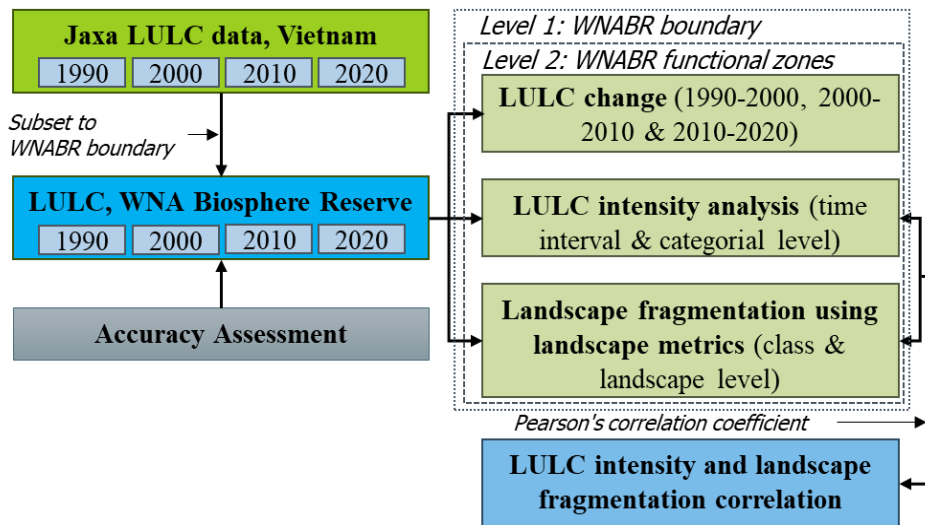 Jaxa LULC data, Vietnam
1990 2000 2010 2020
Subset to
WNABR boundary
LULC, WNA Biosphere Reserve
1990 2000 2010 2020
Accuracy Assessment
Level 1: WNABR boundary
Level 2: WNABR functional zones
LULC change (1990-2000, 2000-
2010 & 2010-2020)
LULC intensity analysis (time
interval & categorial level)
Landscape fragmentation using
landscape metrics (class &
landscape level)
Pearson's correlation coefficient
LULC intensity and landscape
fragmentation correlation